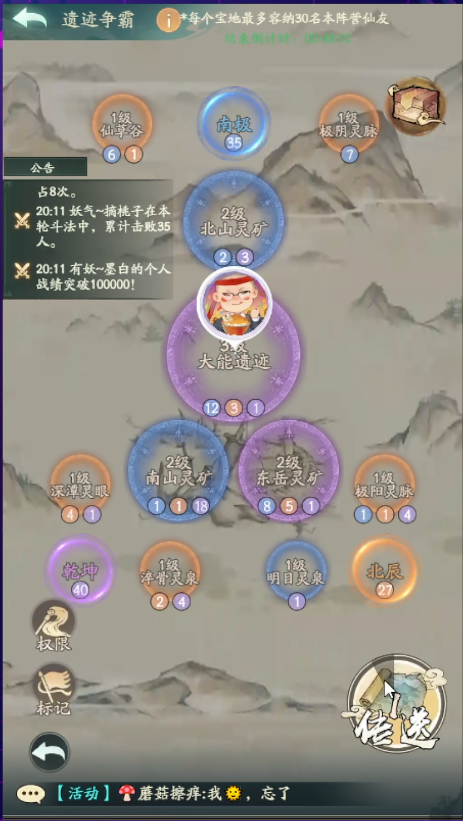 遗迹争霸
*每个宝地最多容纳30名本阵营仙友
1级
仙草谷
6 1
南极
35
1级
极阴灵脉
7
公告
占8次。
20:11 妖气~摘桃子在本
轮斗法中，累计击败35
人。
20:11 有妖~墨白的个人
战绩突破100000!
2级
北山灵矿
2 3
大能遗迹
12 3 1
2级
南山灵矿
1 1 18
2级
东岳灵矿
8 5 1
1级
深潭灵眼
4 1
1级
极阳灵脉
1 1 4
乾坤
40
1级
淬骨灵泉
2 4
1级
明目灵泉
1
北辰
27
权限
标记
1
传送
【活动】蘑菇擦痒:我，忘了